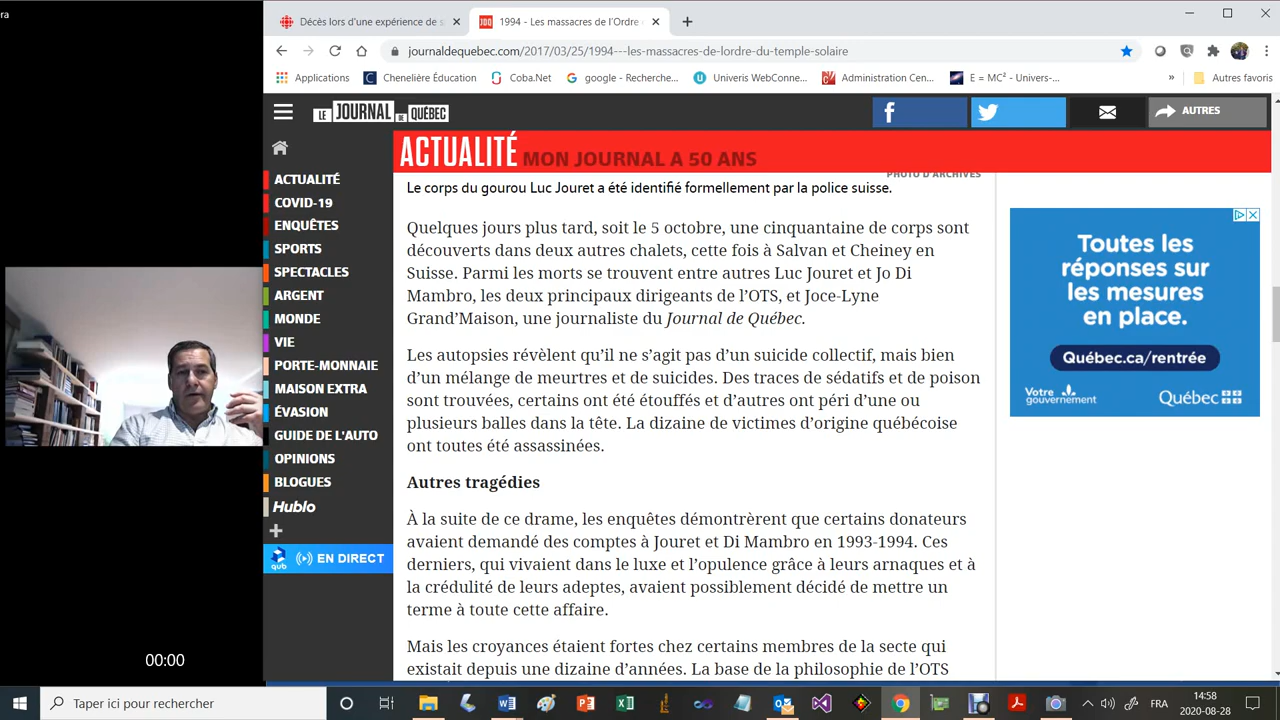 ra
Décès lors d'une expérience de s
1994 - Les massacres de l'Ordre
journaldequebec.com/2017/03/25/1994---les-massacres-de-lordre-du-temple-solaire
Applications
Chenelière Éducation
Coba.Net
google - Recherche...
Univeris WebConne...
Administration Cen...
E = MC² - Univers-...
»
Autres favoris
LE JOURNAL DE QUÉBEC
AUTRES
ACTUALITÉ MON JOURNAL A 50 ANS
ACTUALITÉ
COVID-19
ENQUÊTES
SPORTS
SPECTACLES
ARGENT
MONDE
VIE
PORTE-MONNAIE
MAISON EXTRA
ÉVASION
GUIDE DE L'AUTO
OPINIONS
BLOGUES
Hublo
+
qub EN DIRECT
PHOTO D'ARCHIVES
Le corps du gourou Luc Jouret a été identifié formellement par la police suisse.
Quelques jours plus tard, soit le 5 octobre, une cinquantaine de corps sont
découverts dans deux autres chalets, cette fois à Salvan et Cheiney en
Suisse. Parmi les morts se trouvent entre autres Luc Jouret et Jo Di
Mambro, les deux principaux dirigeants de l'OTS, et Joce-Lyne
Grand'Maison, une journaliste du Journal de Québec.
Les autopsies révèlent qu'il ne s'agit pas d'un suicide collectif, mais bien
d'un mélange de meurtres et de suicides. Des traces de sédatifs et de poison
sont trouvées, certains ont été étouffés et d'autres ont péri d'une ou
plusieurs balles dans la tête. La dizaine de victimes d'origine québécoise
ont toutes été assassinées.
Autres tragédies
À la suite de ce drame, les enquêtes démontrèrent que certains donateurs
avaient demandé des comptes à Jouret et Di Mambro en 1993-1994. Ces
derniers, qui vivaient dans le luxe et l'opulence grâce à leurs arnaques et à
la crédulité de leurs adeptes, avaient possiblement décidé de mettre un
terme à toute cette affaire.
Mais les croyances étaient fortes chez certains membres de la secte qui
existait depuis une dizaine d'années. La base de la philosophie de l'OTS
Toutes les
réponses sur
les mesures
en place.
Québec.ca/rentrée
Votre
gouvernement
Québec
00:00
Taper ici pour rechercher
FRA
14:58
2020-08-28